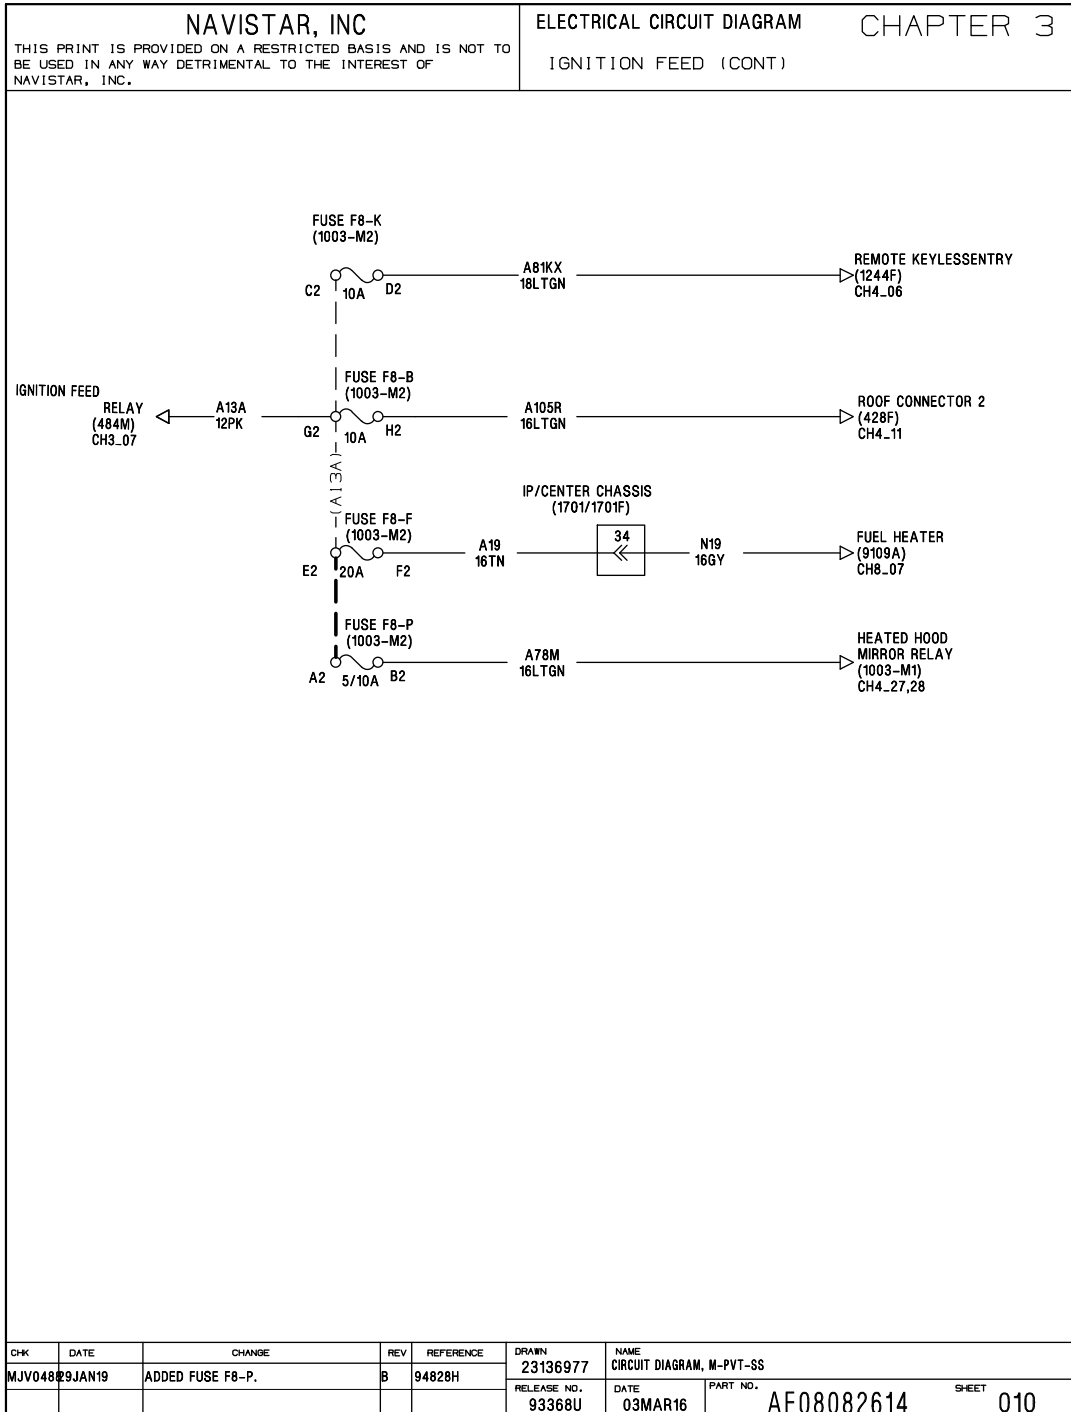 NAVISTAR, INC
THIS PRINT IS PROVIDED ON A RESTRICTED BASIS AND IS NOT TO
BE USED IN ANY WAY DETRIMENTAL TO THE INTEREST OF
NAVISTAR, INC.
ELECTRICAL CIRCUIT DIAGRAM
CHAPTER 3
IGNITION FEED (CONT)
FUSE F8-K
(1003-M2)
C2
10A
D2
A81KX
18LTGN
REMOTE KEYLESSENTRY
(1244F)
CH4_06
IGNITION FEED
RELAY
(484M)
CH3_07
A13A
12PK
FUSE F8-B
(1003-M2)
G2
10A
H2
A105R
16LTGN
ROOF CONNECTOR 2
(428F)
CH4_11
(A13A)
FUSE F8-F
(1003-M2)
E2
20A
F2
A19
16TN
IP/CENTER CHASSIS
(1701/1701F)
34
N19
16GY
FUEL HEATER
(9109A)
CH8_07
FUSE F8-P
(1003-M2)
A2
5/10A
B2
A78M
16LTGN
HEATED HOOD
MIRROR RELAY
(1003-M1)
CH4_27,28
CHK DATE CHANGE REV REFERENCE
ADDED FUSE F8-P. B 94828H
DRAWN
23136977
NAME
CIRCUIT DIAGRAM, M-PVT-SS
RELEASE NO.
93368U
DATE
03MAR16
PART NO.
AF08082614
SHEET
010